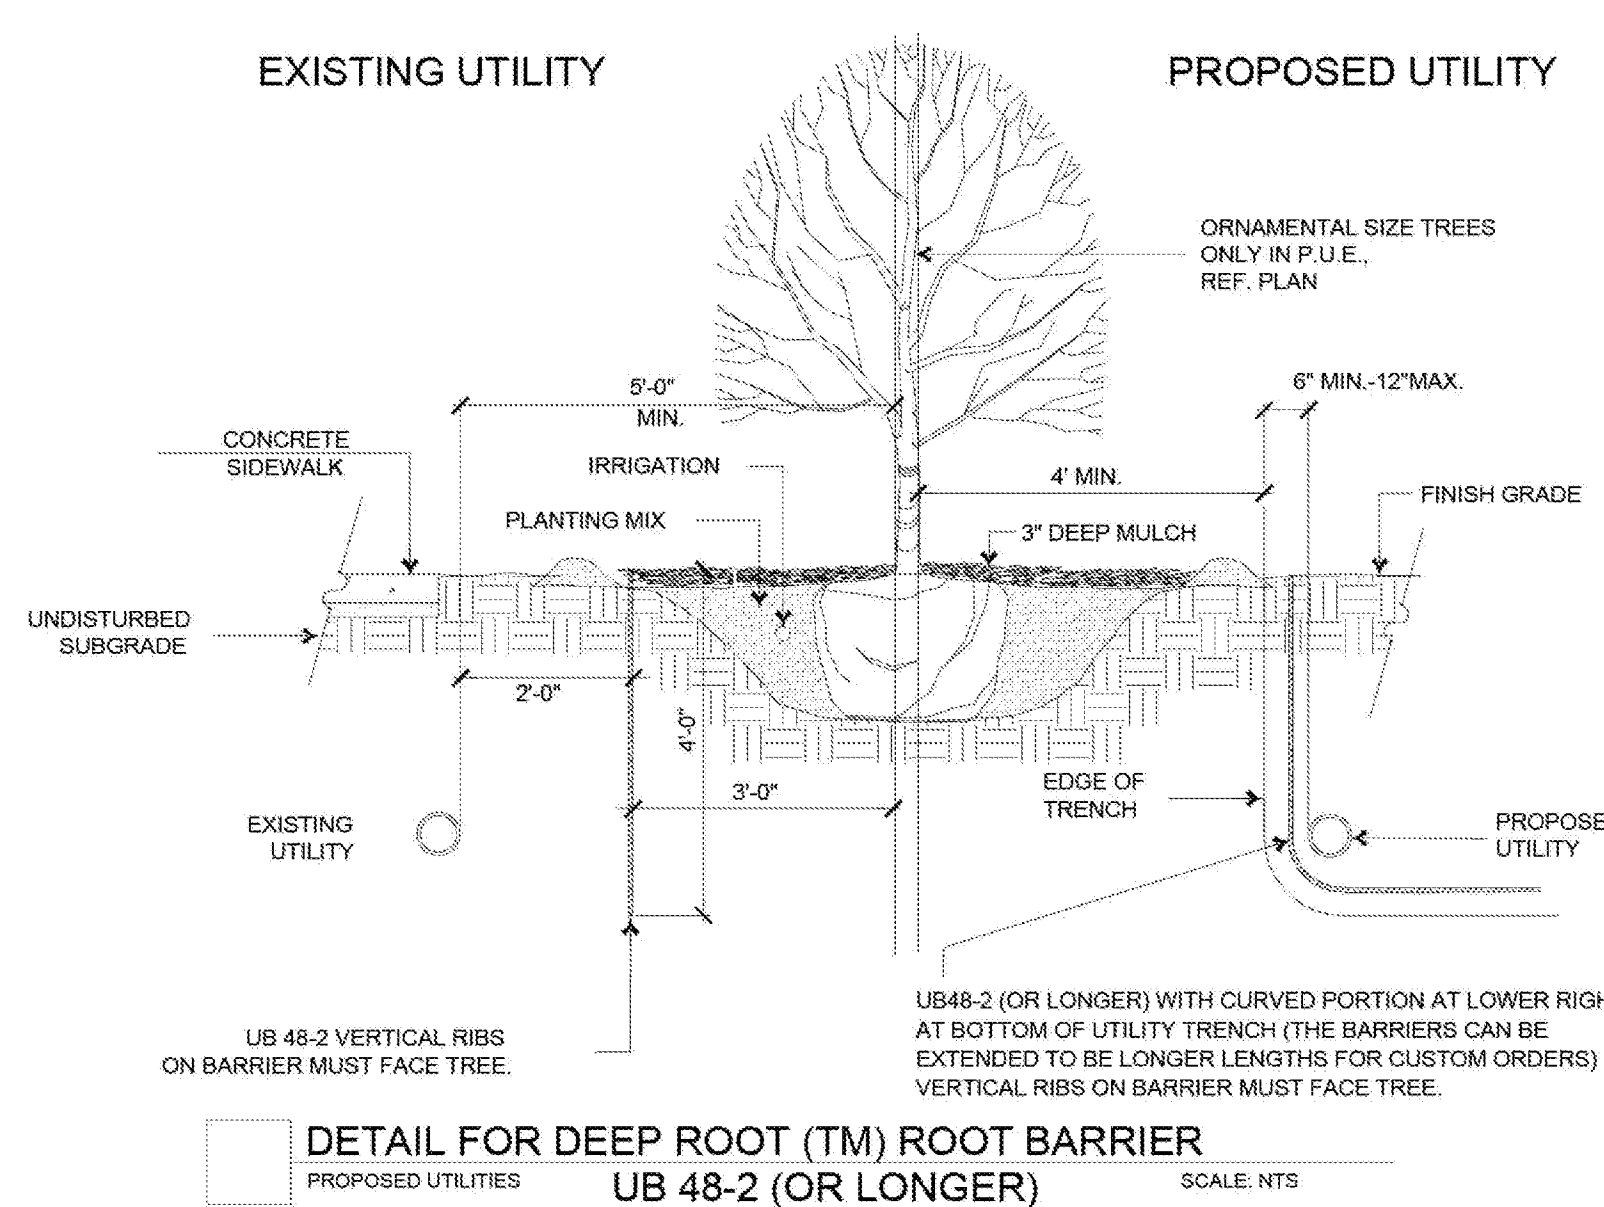 EXISTING UTILITY
PROPOSED UTILITY
ORNAMENTAL SIZE TREES
ONLY IN P.U.E.,
REF. PLAN
5'-0"
MIN.
6" MIN.-12"MAX.
CONCRETE
SIDEWALK
IRRIGATION
4' MIN.
FINISH GRADE
PLANTING MIX
3" DEEP MULCH
UNDISTURBED
SUBGRADE
2'-0"
4'-0"
3'-0"
EDGE OF
TRENCH
EXISTING
UTILITY
PROPOSE
UTILITY
UB 48-2 VERTICAL RIBS
ON BARRIER MUST FACE TREE.
UB48-2 (OR LONGER) WITH CURVED PORTION AT LOWER RIGH
AT BOTTOM OF UTILITY TRENCH (THE BARRIERS CAN BE
EXTENDED TO BE LONGER LENGTHS FOR CUSTOM ORDERS)
VERTICAL RIBS ON BARRIER MUST FACE TREE.
DETAIL FOR DEEP ROOT (TM) ROOT BARRIER
PROPOSED UTILITIES
UB 48-2 (OR LONGER)
SCALE: NTS